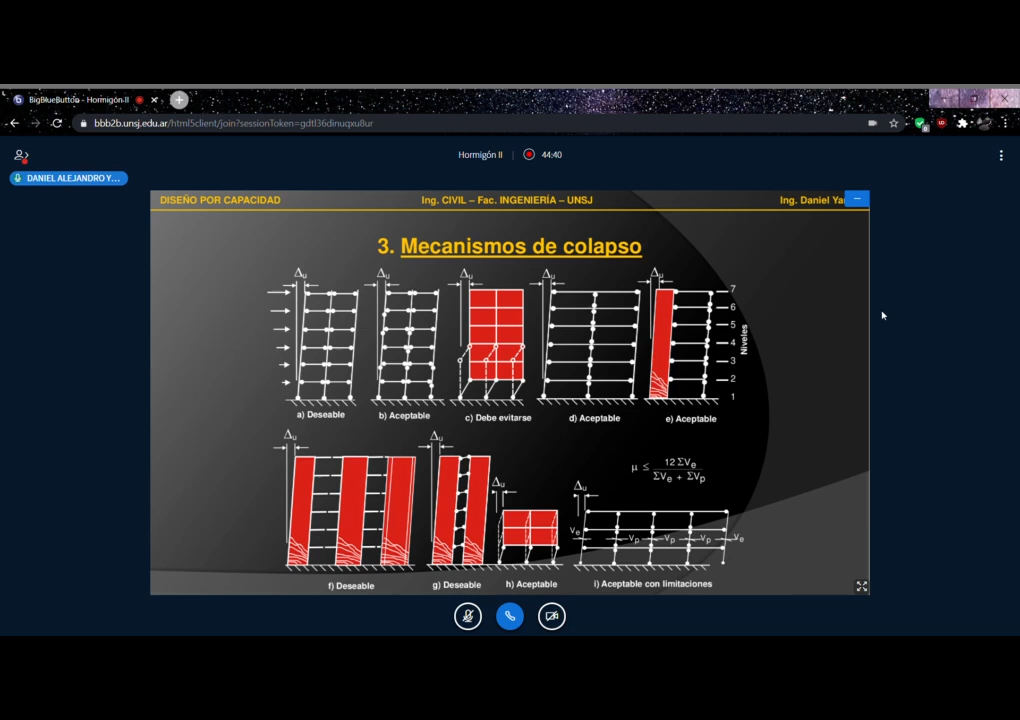 BigBlueButton - Hormigón II
bbb2b.unsj.edu.ar/html5client/join?sessionToken=gdtl36dinuqxu8ur
Hormigón II
44:40
DANIEL ALEJANDRO Y...
DISEÑO POR CAPACIDAD
Ing. CIVIL – Fac. INGENIERÍA – UNSJ
Ing. Daniel Ya
3. Mecanismos de colapso
Δu Δu Δu Δu Δu
7
6
5
4
3
2
1
Niveles
a) Deseable
b) Aceptable
c) Debe evitarse
d) Aceptable
e) Aceptable
Δu Δu Δu Δu
μ ≤ 12 ΣVe / ΣVe + ΣVp
Ve Vp Vp Vp Ve
f) Deseable
g) Deseable
h) Aceptable
i) Aceptable con limitaciones